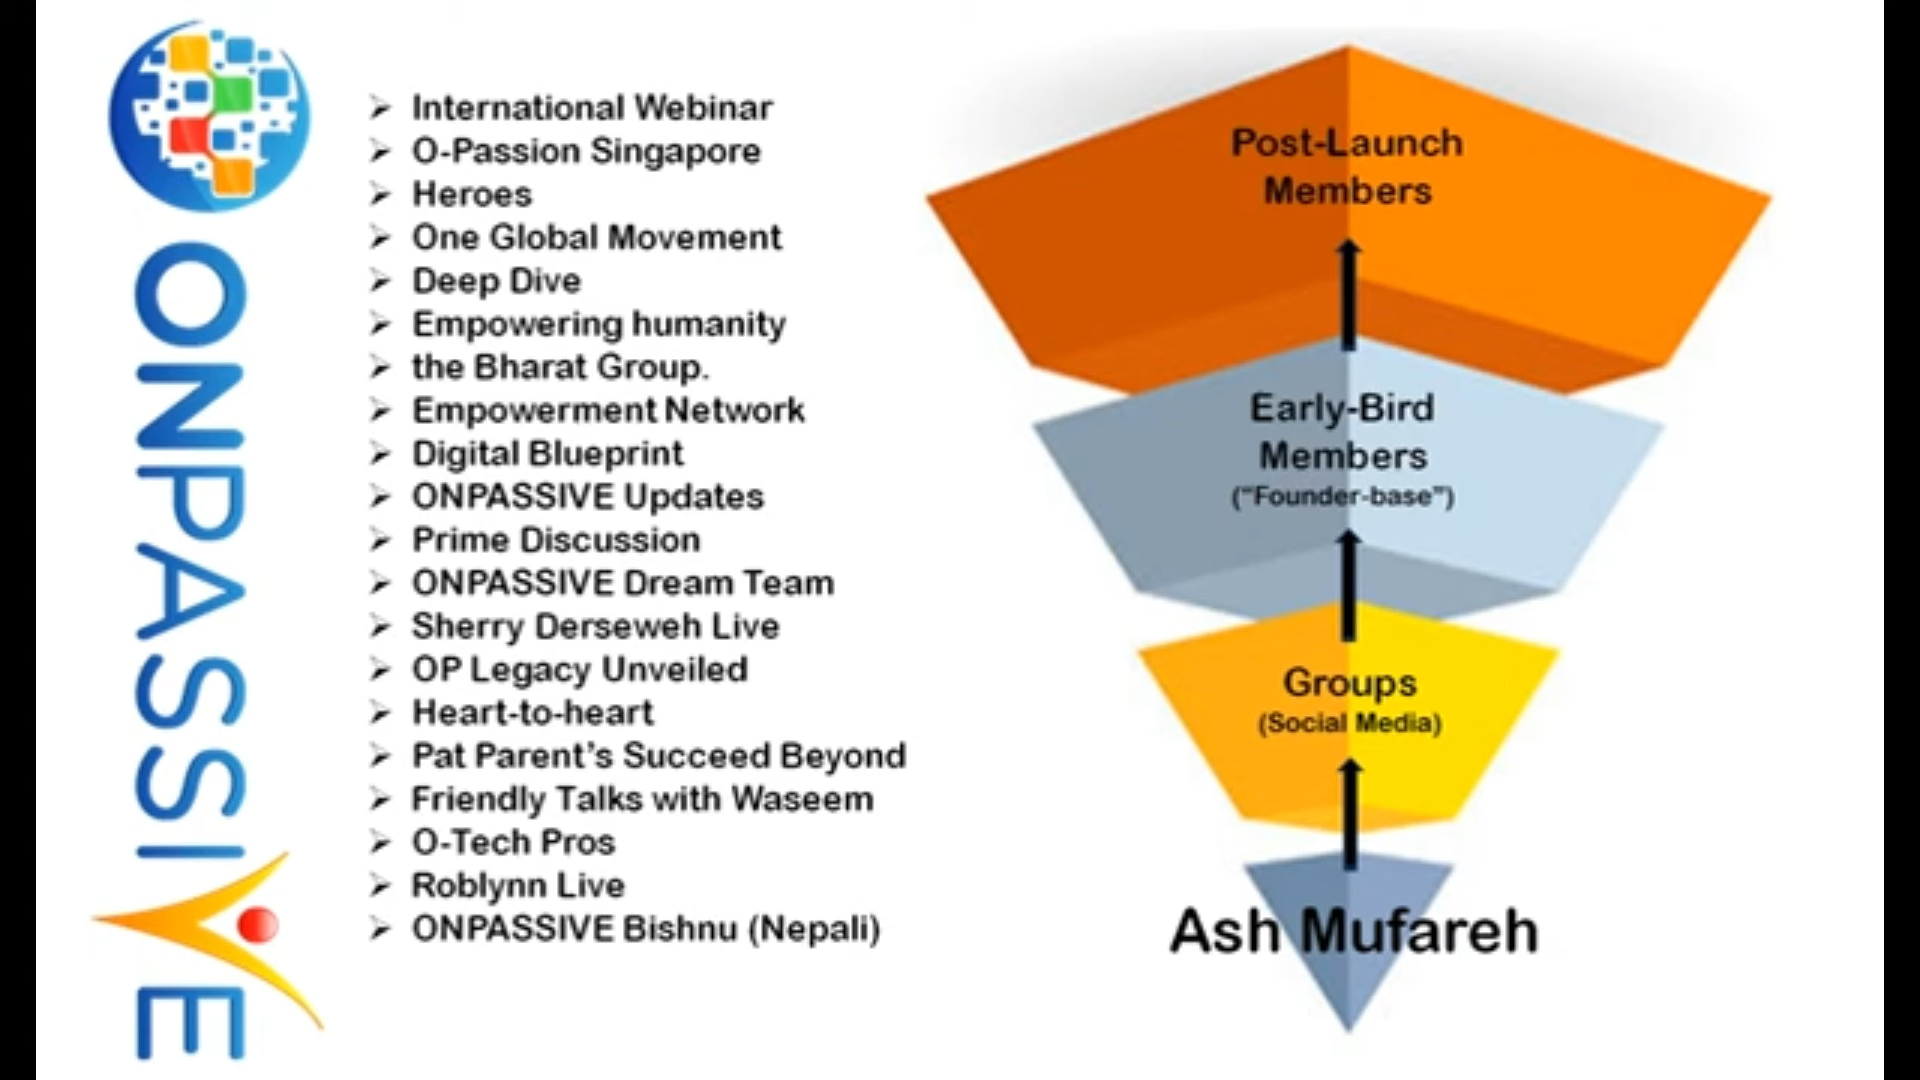 ONPASSIVE
International Webinar
O-Passion Singapore
Heroes
One Global Movement
Deep Dive
Empowering humanity
the Bharat Group.
Empowerment Network
Digital Blueprint
ONPASSIVE Updates
Prime Discussion
ONPASSIVE Dream Team
Sherry Derseweh Live
OP Legacy Unveiled
Heart-to-heart
Pat Parent’s Succeed Beyond
Friendly Talks with Waseem
O-Tech Pros
Roblynn Live
ONPASSIVE Bishnu (Nepali)
Post-Launch
Members
Early-Bird
Members
(“Founder-base”)
Groups
(Social Media)
Ash Mufareh